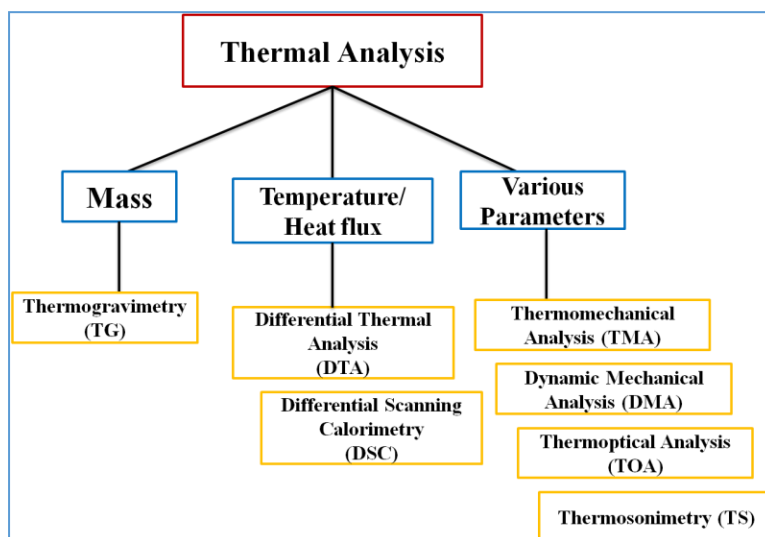 Thermal Analysis
Mass
Temperature/
Heat flux
Various
Parameters
Thermogravimetry
(TG)
Differential Thermal
Analysis
(DTA)
Differential Scanning
Calorimetry
(DSC)
Thermomechanical
Analysis (TMA)
Dynamic Mechanical
Analysis (DMA)
Thermoptical Analysis
(TOA)
Thermosonimetry (TS)